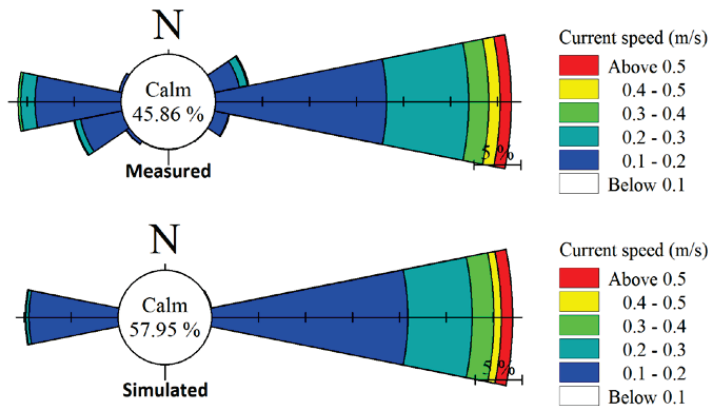 N
Calm
45.86 %
Measured
5 %
Current speed (m/s)
Above 0.5
0.4 - 0.5
0.3 - 0.4
0.2 - 0.3
0.1 - 0.2
Below 0.1
N
Calm
57.95 %
Simulated
5 %
Current speed (m/s)
Above 0.5
0.4 - 0.5
0.3 - 0.4
0.2 - 0.3
0.1 - 0.2
Below 0.1